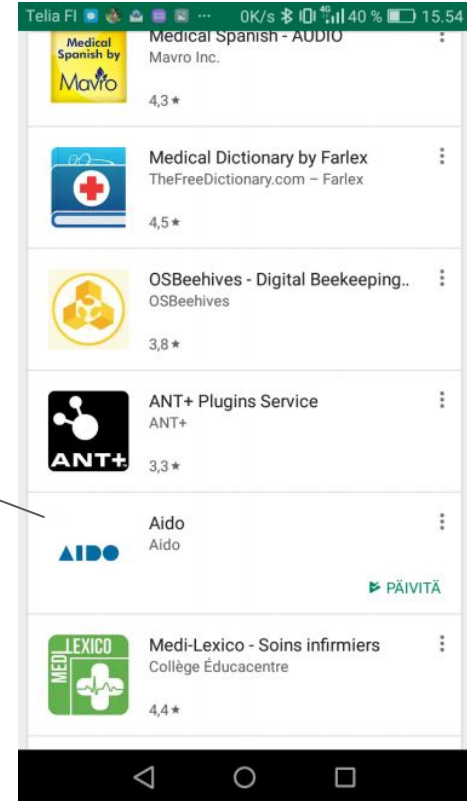 Telia FI ... 0K/s 4G 40 % 15.54
Medical
Spanish by
Mavro
Medical Spanish - AUDIO
Mavro Inc.
4,3★
Medical Dictionary by Farlex
TheFreeDictionary.com – Farlex
4,5★
OSBeehives - Digital Beekeeping..
OSBeehives
3,8★
ANT+
ANT+ Plugins Service
ANT+
3,3★
AIDO
Aido
Aido
PÄIVITÄ
MEDI LEXICO
Medi-Lexico - Soins infirmiers
Collège Éducacentre
4,4★